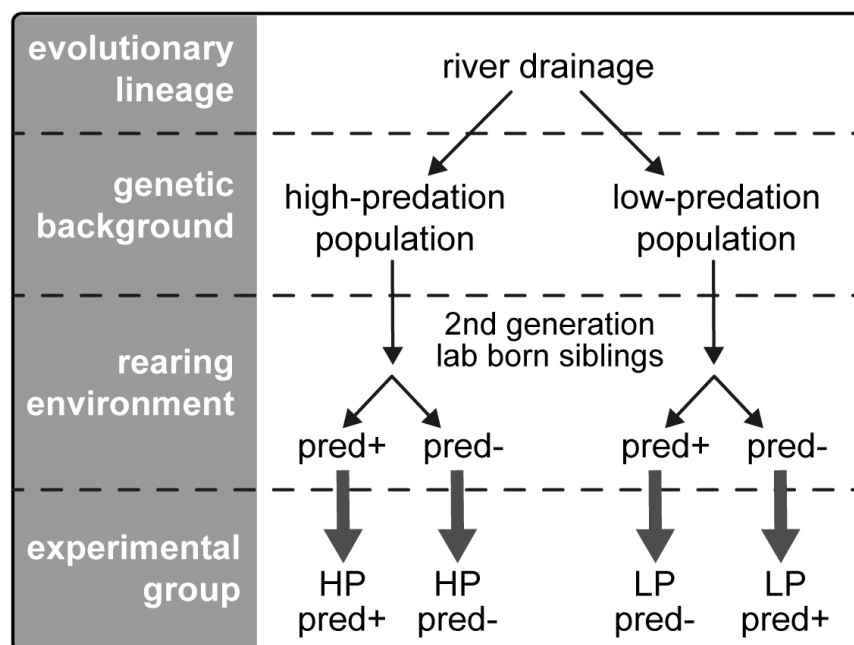 evolutionary
lineage
river drainage
genetic
background
high-predation
population
low-predation
population
rearing
environment
2nd generation
lab born siblings
pred+ pred- pred+ pred-
experimental
group
HP HP LP LP
pred+ pred- pred- pred+